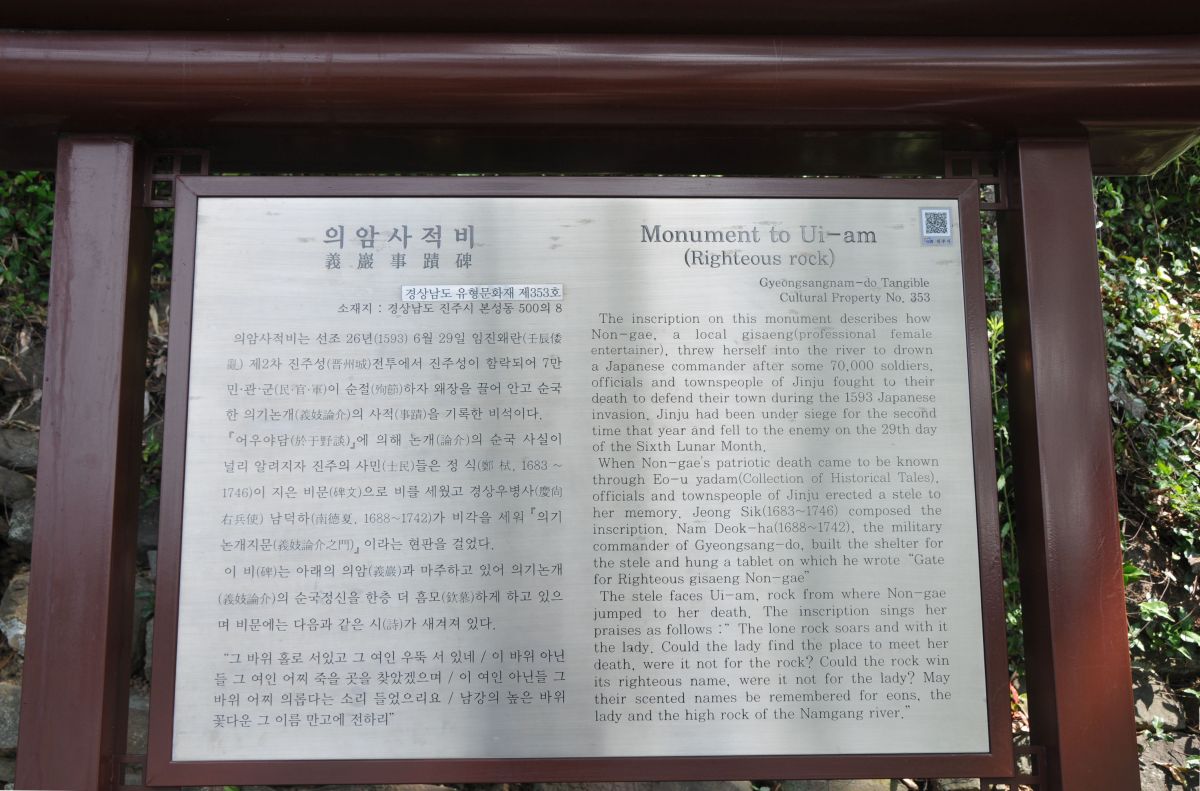 의암사적비
義巖事蹟碑
경상남도 유형문화재 제353호
소재지 : 경상남도 진주시 본성동 500의 8
의암사적비는 선조 26년(1593) 6월 29일 임진왜란(壬辰倭
亂) 제2차 진주성(晋州城)전투에서 진주성이 함락되어 7만
민·관·군(民·官·軍)이 순절(殉節)하자 왜장을 끌어 안고 순국
한 의기논개(義妓論介)의 사적(事蹟)을 기록한 비석이다.
『어우야담(於于野談)』에 의해 논개(論介)의 순국 사실이
널리 알려지자 진주의 사민(士民)들은 정 식(鄭 栻, 1683 ~
1746)이 지은 비문(碑文)으로 비를 세웠고 경상우병사(慶尙
右兵使) 남덕하(南德夏, 1688~1742)가 비각을 세워 『의기
논개지문(義妓論介之門)』이라는 현판을 걸었다.
이 비(碑)는 아래의 의암(義巖)과 마주하고 있어 의기논개
(義妓論介)의 순국정신을 한층 더 흠모(欽慕)하게 하고 있으
며 비문에는 다음과 같은 시(詩)가 새겨져 있다.
"그 바위 홀로 서있고 그 여인 우뚝 서 있네 / 이 바위 아닌
들 그 여인 어찌 죽을 곳을 찾았겠으며 / 이 여인 아닌들 그
바위 어찌 의롭다는 소리 들었으리요 / 남강의 높은 바위
꽃다운 그 이름 만고에 전하리"
Monument to Ui-am
(Righteous rock)
Gyeongsangnam-do Tangible
Cultural Property No. 353
The inscription on this monument describes how
Non-gae, a local gisaeng(professional female
entertainer), threw herself into the river to drown
a Japanese commander after some 70,000 soldiers,
officials and townspeople of Jinju fought to their
death to defend their town during the 1593 Japanese
invasion. Jinju had been under siege for the second
time that year and fell to the enemy on the 29th day
of the Sixth Lunar Month.
When Non-gae's patriotic death came to be known
through Eo-u yadam(Collection of Historical Tales),
officials and townspeople of Jinju erected a stele to
her memory. Jeong Sik(1683~1746) composed the
inscription. Nam Deok-ha(1688~1742), the military
commander of Gyeongsang-do, built the shelter for
the stele and hung a tablet on which he wrote "Gate
for Righteous gisaeng Non-gae"
The stele faces Ui-am, rock from where Non-gae
jumped to her death. The inscription sings her
praises as follows :" The lone rock soars and with it
the lady. Could the lady find the place to meet her
death, were it not for the rock? Could the rock win
its righteous name, were it not for the lady? May
their scented names be remembered for eons, the
lady and the high rock of the Namgang river."